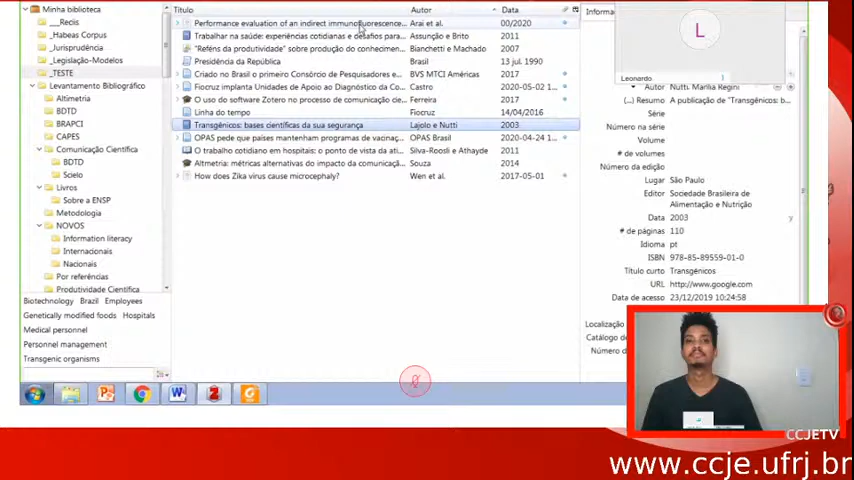 Minha biblioteca
__Recis
_Habeas Corpus
_Jurisprudência
_Legislação-Modelos
_TESTE
Levantamento Bibliográfico
Altimetria
BDTD
BRAPCI
CAPES
Comunicação Científica
BDTD
Scielo
Livros
Sobre a ENSP
Metodologia
NOVOS
Information literacy
Internacionais
Nacionais
Por referências
Produtividade Científica
Biotechnology Brazil Employees
Genetically modified foods Hospitals
Medical personnel
Personnel management
Transgenic organisms
Título Autor Data
Performance evaluation of an indirect immunofluorescence... Arai et al. 00/2020
Trabalhar na saúde: experiências cotidianas e desafios para... Assunção e Brito 2011
"Reféns da produtividade" sobre produção do conhecimen... Bianchetti e Machado 2007
Presidência da República Brasil 13 jul. 1990
Criado no Brasil o primeiro Consórcio de Pesquisadores e... BVS MTCI Américas 2017
Fiocruz implanta Unidades de Apoio ao Diagnóstico da Co... Castro 2020-05-02 1...
O uso do software Zotero no processo de comunicação cie... Ferreira 2017
Linha do tempo Fiocruz 14/04/2016
Transgênicos: bases científicas da sua segurança Lajolo e Nutti 2003
OPAS pede que países mantenham programas de vacinaç... OPAS Brasil 2020-04-24 1...
O trabalho cotidiano em hospitais: o ponto de vista da ati... Silva-Roosli e Athayde 2011
Altmetria: métricas alternativas do impacto da comunicaçã... Souza 2014
How does Zika virus cause microcephaly? Wen et al. 2017-05-01
Informa
L
Leonardo
Autor Nutti, Marilia Regini
(...) Resumo A publicação de "Transgênicos: b...
Série
Número na série
Volume
# de volumes
Número da edição
Lugar São Paulo
Editor Sociedade Brasileira de
Alimentação e Nutrição
Data 2003 y
# de páginas 110
Idioma pt
ISBN 978-85-89559-01-0
Título curto Transgênicos
URL http://www.google.com
Data de acesso 23/12/2019 10:24:58
Localização
Catálogo de
Número d
CCJETV
www.ccje.ufrj.br